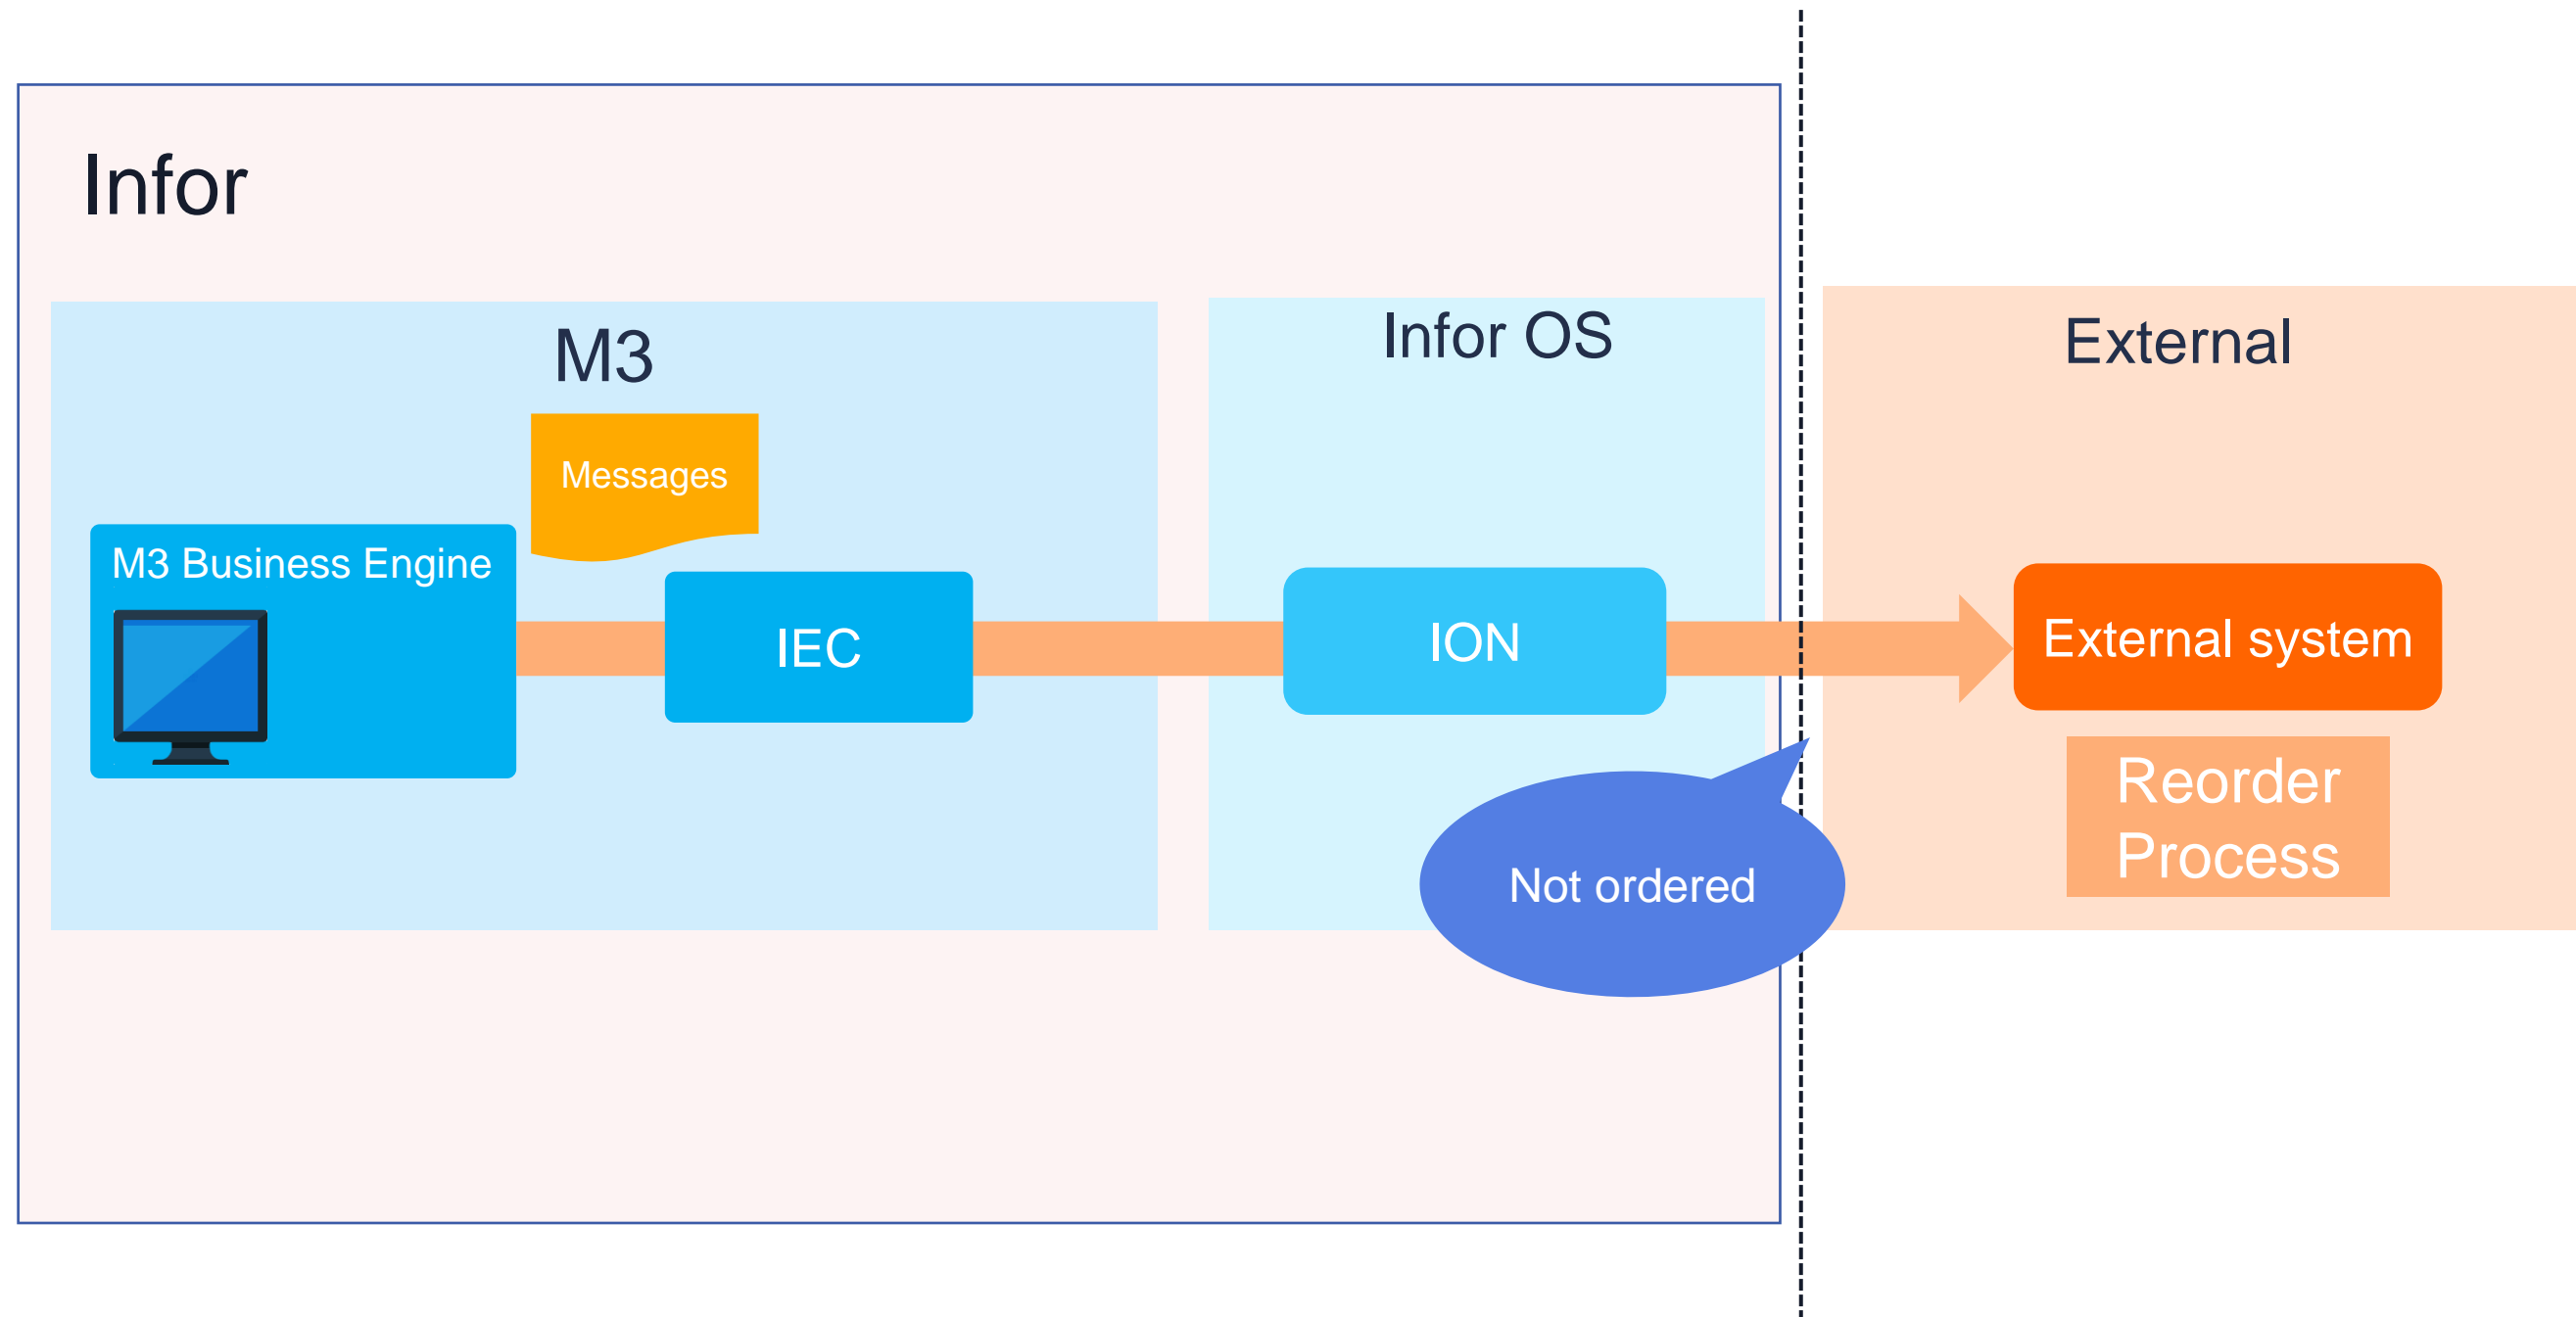 Infor
M3
Infor OS
External
Messages
M3 Business Engine
IEC
ION
External system
Reorder
Process
Not ordered